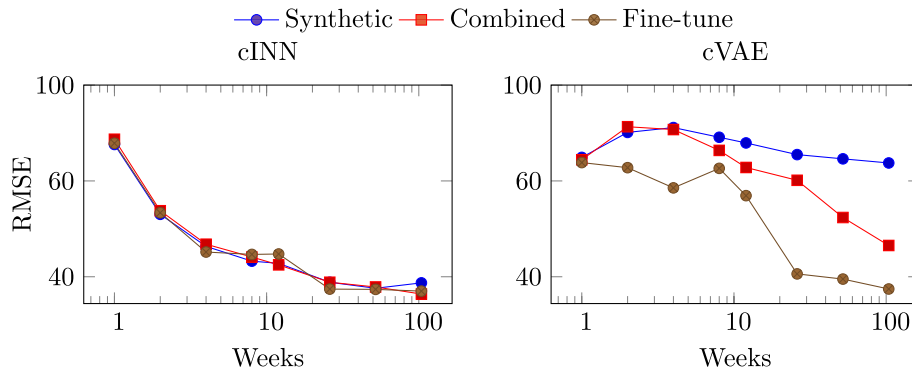 Synthetic Combined Fine-tune
cINN
cVAE
100
60
40
RMSE
1 10 100
Weeks
100
60
40
1 10 100
Weeks